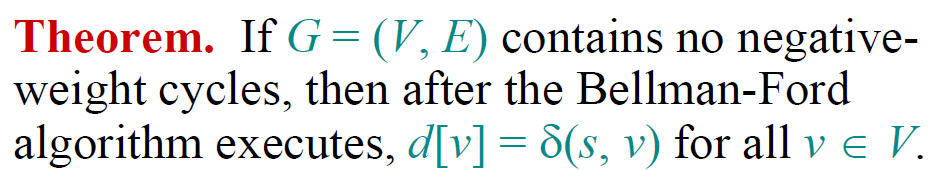 Theorem. If G = (V, E) contains no negative-
weight cycles, then after the Bellman-Ford
algorithm executes, d[v] = δ(s, v) for all v ∈ V.